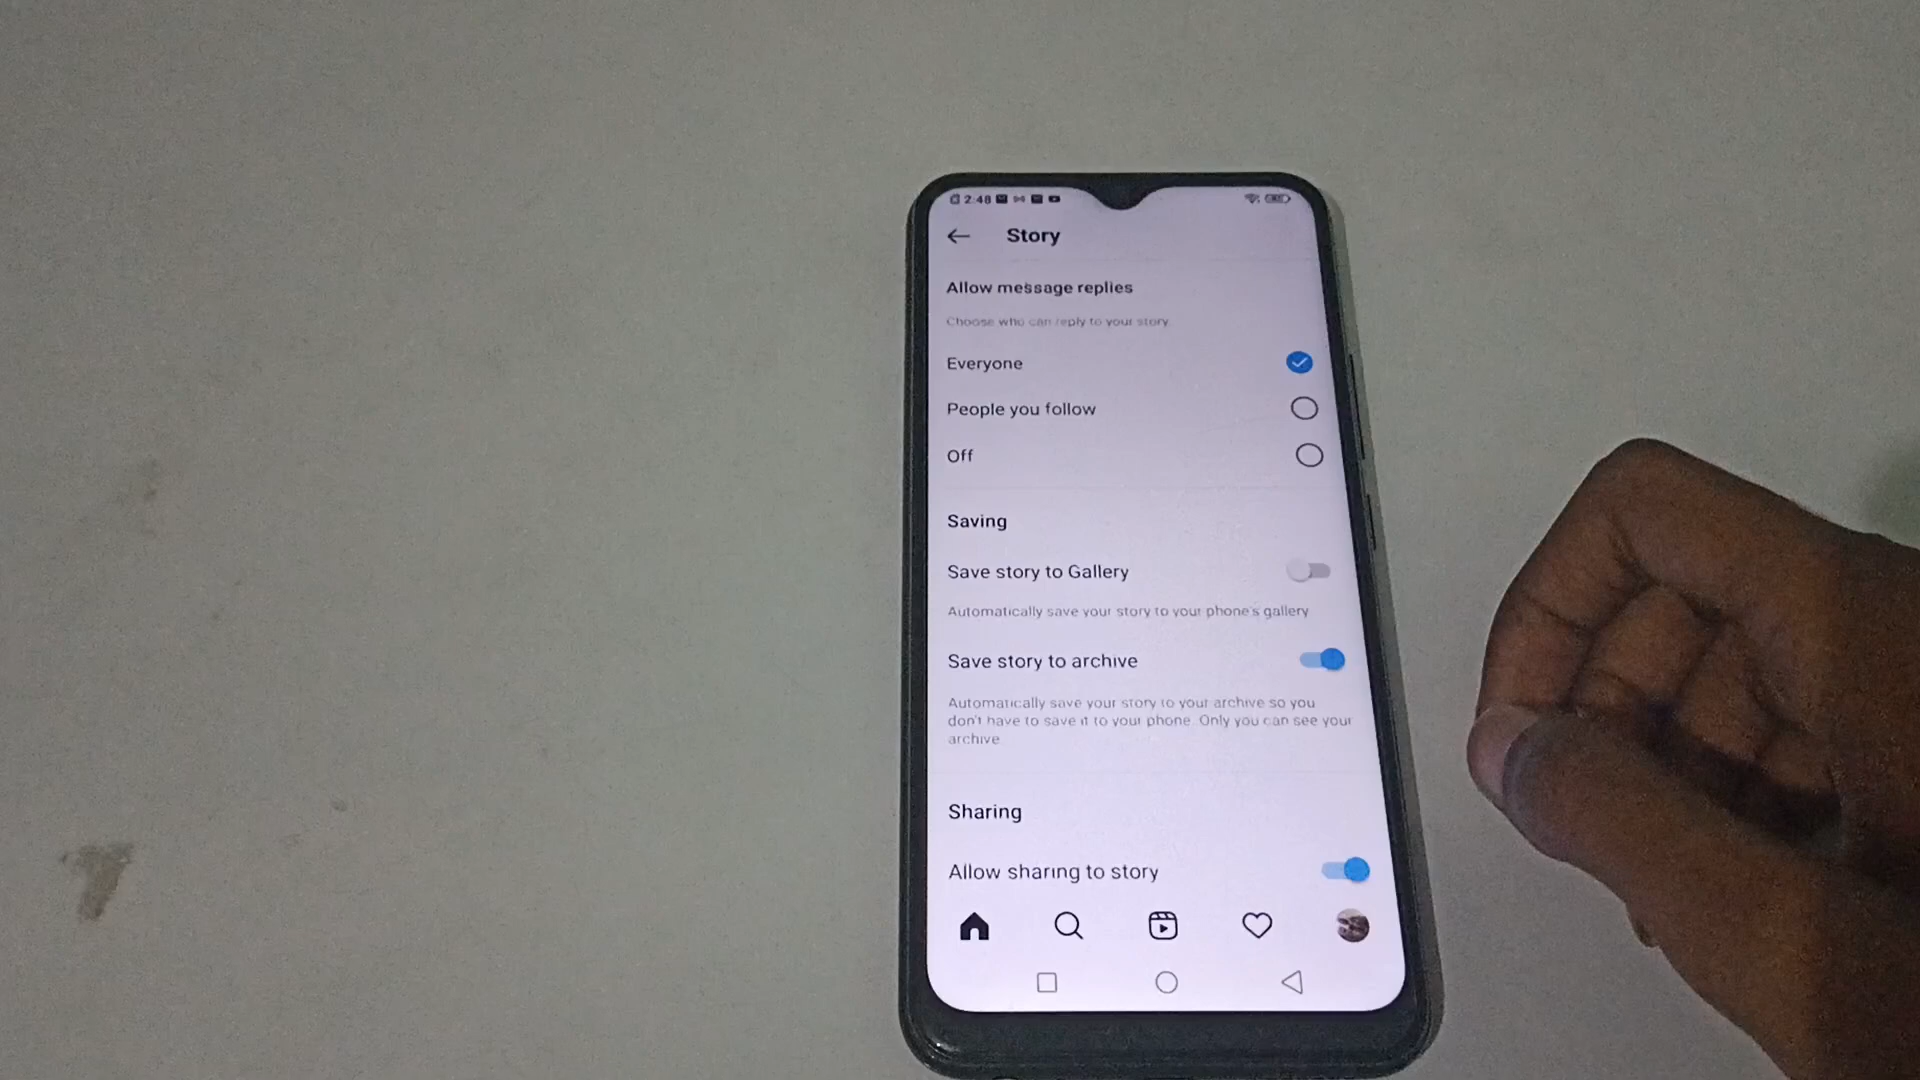 2:48
Story
Allow message replies
Choose who can reply to your story
Everyone
People you follow
Off
Saving
Save story to Gallery
Automatically save your story to your phone's gallery
Save story to archive
Automatically save your story to your archive so you
don't have to save it to your phone. Only you can see your
archive
Sharing
Allow sharing to story